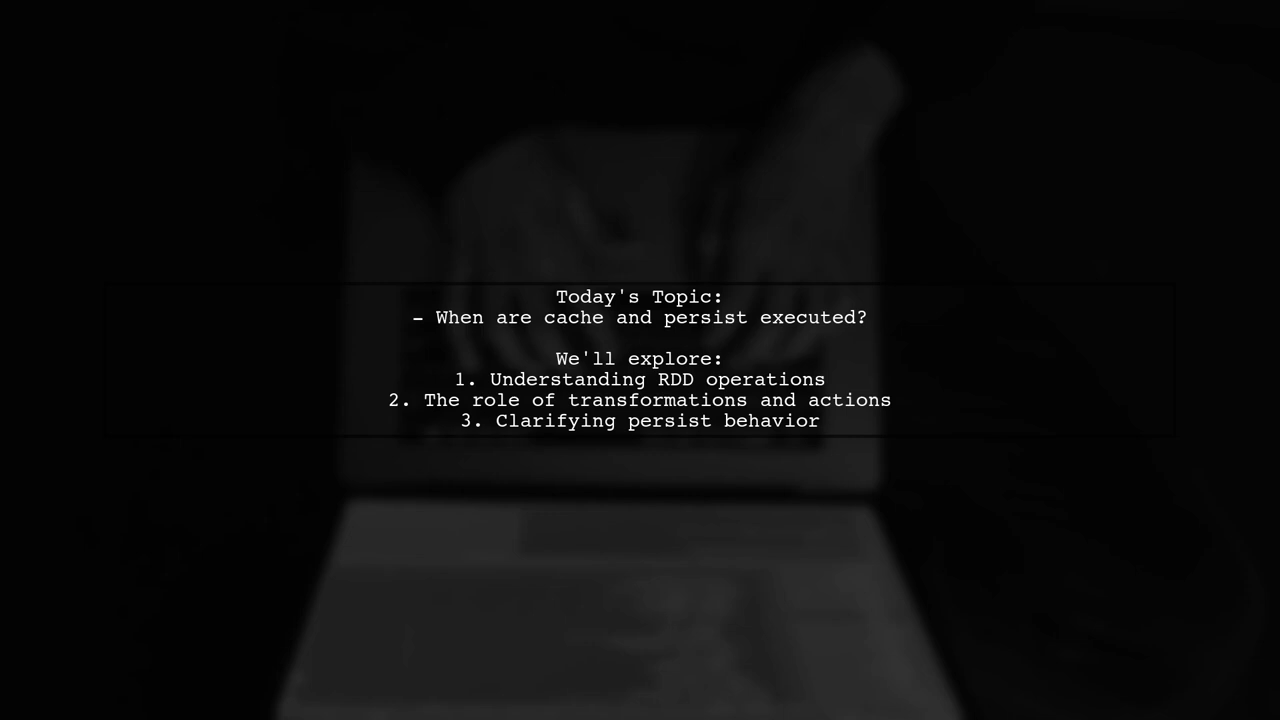 Today's Topic:
- When are cache and persist executed?
We'll explore:
1. Understanding RDD operations
2. The role of transformations and actions
3. Clarifying persist behavior